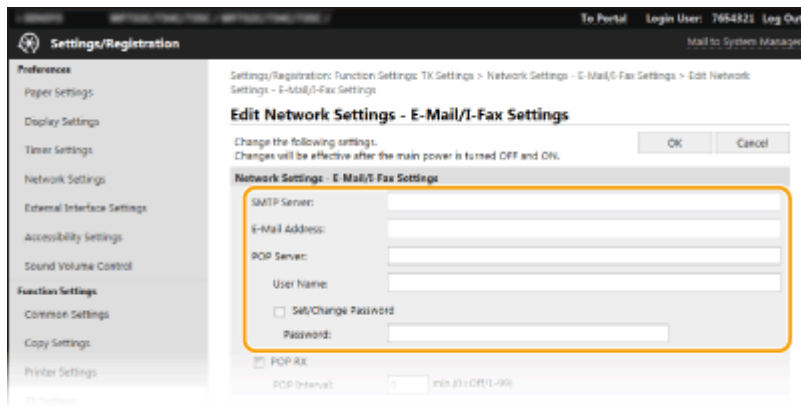 To Portal Login User: 7654321 Log Out
Settings/Registration
Mail to System Manager
Preferences
Paper Settings
Display Settings
Timer Settings
Network Settings
External Interface Settings
Accessibility Settings
Sound Volume Control
Function Settings
Common Settings
Copy Settings
Printer Settings
TX Settings
Settings/Registration: Function Settings: TX Settings > Network Settings - E-Mail/I-Fax Settings > Edit Network
Settings - E-Mail/I-Fax Settings
Edit Network Settings - E-Mail/I-Fax Settings
Change the following settings.
Changes will be effective after the main power is turned OFF and ON.
OK Cancel
Network Settings - E-Mail/I-Fax Settings
SMTP Server:
E-Mail Address:
POP Server:
User Name:
Set/Change Password
Password:
POP RX
POP Interval: min (0:Off/1-99)